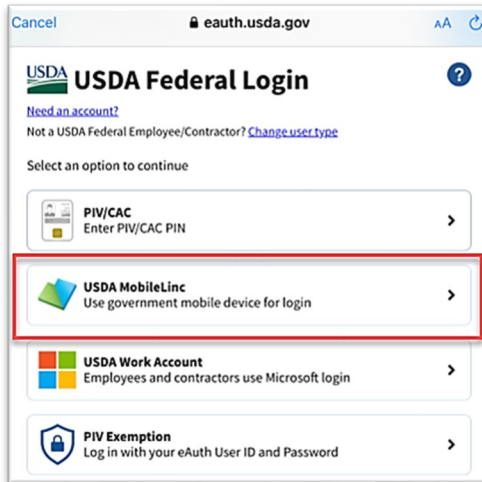 Cancel eauth.usda.gov AA
USDA USDA Federal Login ?
Need an account?
Not a USDA Federal Employee/Contractor? Change user type
Select an option to continue
PIV/CAC
Enter PIV/CAC PIN
USDA MobileLinc
Use government mobile device for login
USDA Work Account
Employees and contractors use Microsoft login
PIV Exemption
Log in with your eAuth User ID and Password